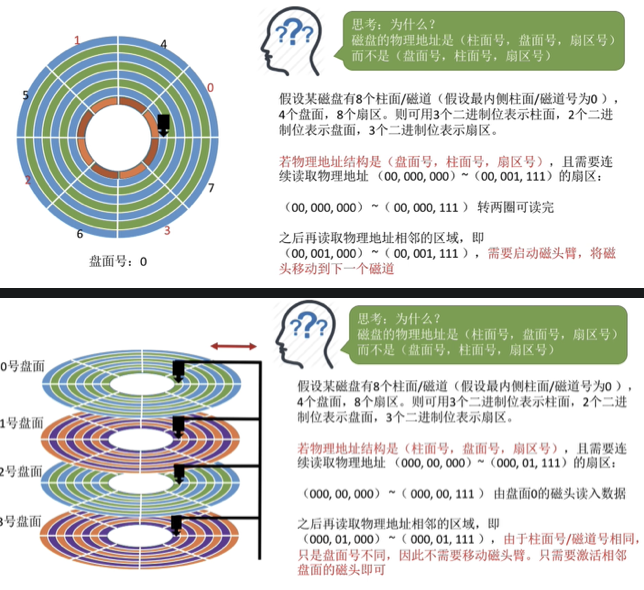 1
4
0
5
7
2
6
3
盘面号：0
???
思考：为什么？
磁盘的物理地址是（柱面号，盘面号，扇区号）
而不是（盘面号，柱面号，扇区号）
假设某磁盘有8个柱面/磁道（假设最内侧柱面/磁道号为0），
4个盘面，8个扇区。则可用3个二进制位表示柱面，2个二进
制位表示盘面，3个二进制位表示扇区。
若物理地址结构是（盘面号，柱面号，扇区号），且需要连
续读取物理地址（00, 000, 000）~（00, 001, 111）的扇区：
（00, 000, 000）~（00, 000, 111）转两圈可读完
之后再读取物理地址相邻的区域，即
（00, 001, 000）~（00, 001, 111），需要启动磁头臂，将磁
头移动到下一个磁道
0号盘面
1号盘面
2号盘面
3号盘面
???
思考：为什么？
磁盘的物理地址是（柱面号，盘面号，扇区号）
而不是（盘面号，柱面号，扇区号）
假设某磁盘有8个柱面/磁道（假设最内侧柱面/磁道号为0），
4个盘面，8个扇区。则可用3个二进制位表示柱面，2个二进
制位表示盘面，3个二进制位表示扇区。
若物理地址结构是（柱面号，盘面号，扇区号），且需要连
续读取物理地址（000, 00, 000）~（000, 01, 111）的扇区：
（000, 00, 000）~（000, 00, 111）由盘面0的磁头读入数据
之后再读取物理地址相邻的区域，即
（000, 01, 000）~（000, 01, 111），由于柱面号/磁道号相同，
只是盘面号不同，因此不需要移动磁头臂。只需要激活相邻
盘面的磁头即可